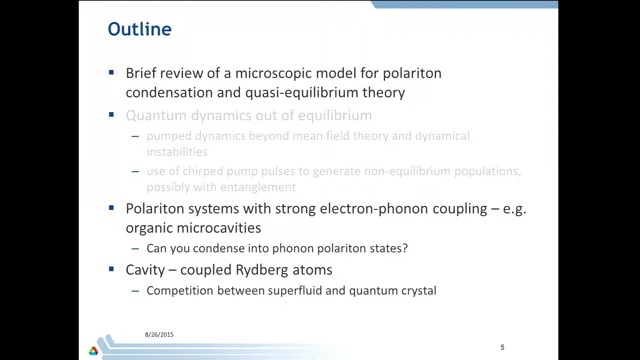 Outline
Brief review of a microscopic model for polariton
condensation and quasi-equilibrium theory
Quantum dynamics out of equilibrium
– pumped dynamics beyond mean field theory and dynamical
instabilities
– use of chirped pump pulses to generate non-equilibrium populations,
possibly with entanglement
Polariton systems with strong electron-phonon coupling – e.g.
organic microcavities
– Can you condense into phonon polariton states?
Cavity – coupled Rydberg atoms
– Competition between superfluid and quantum crystal
8/26/2015
5